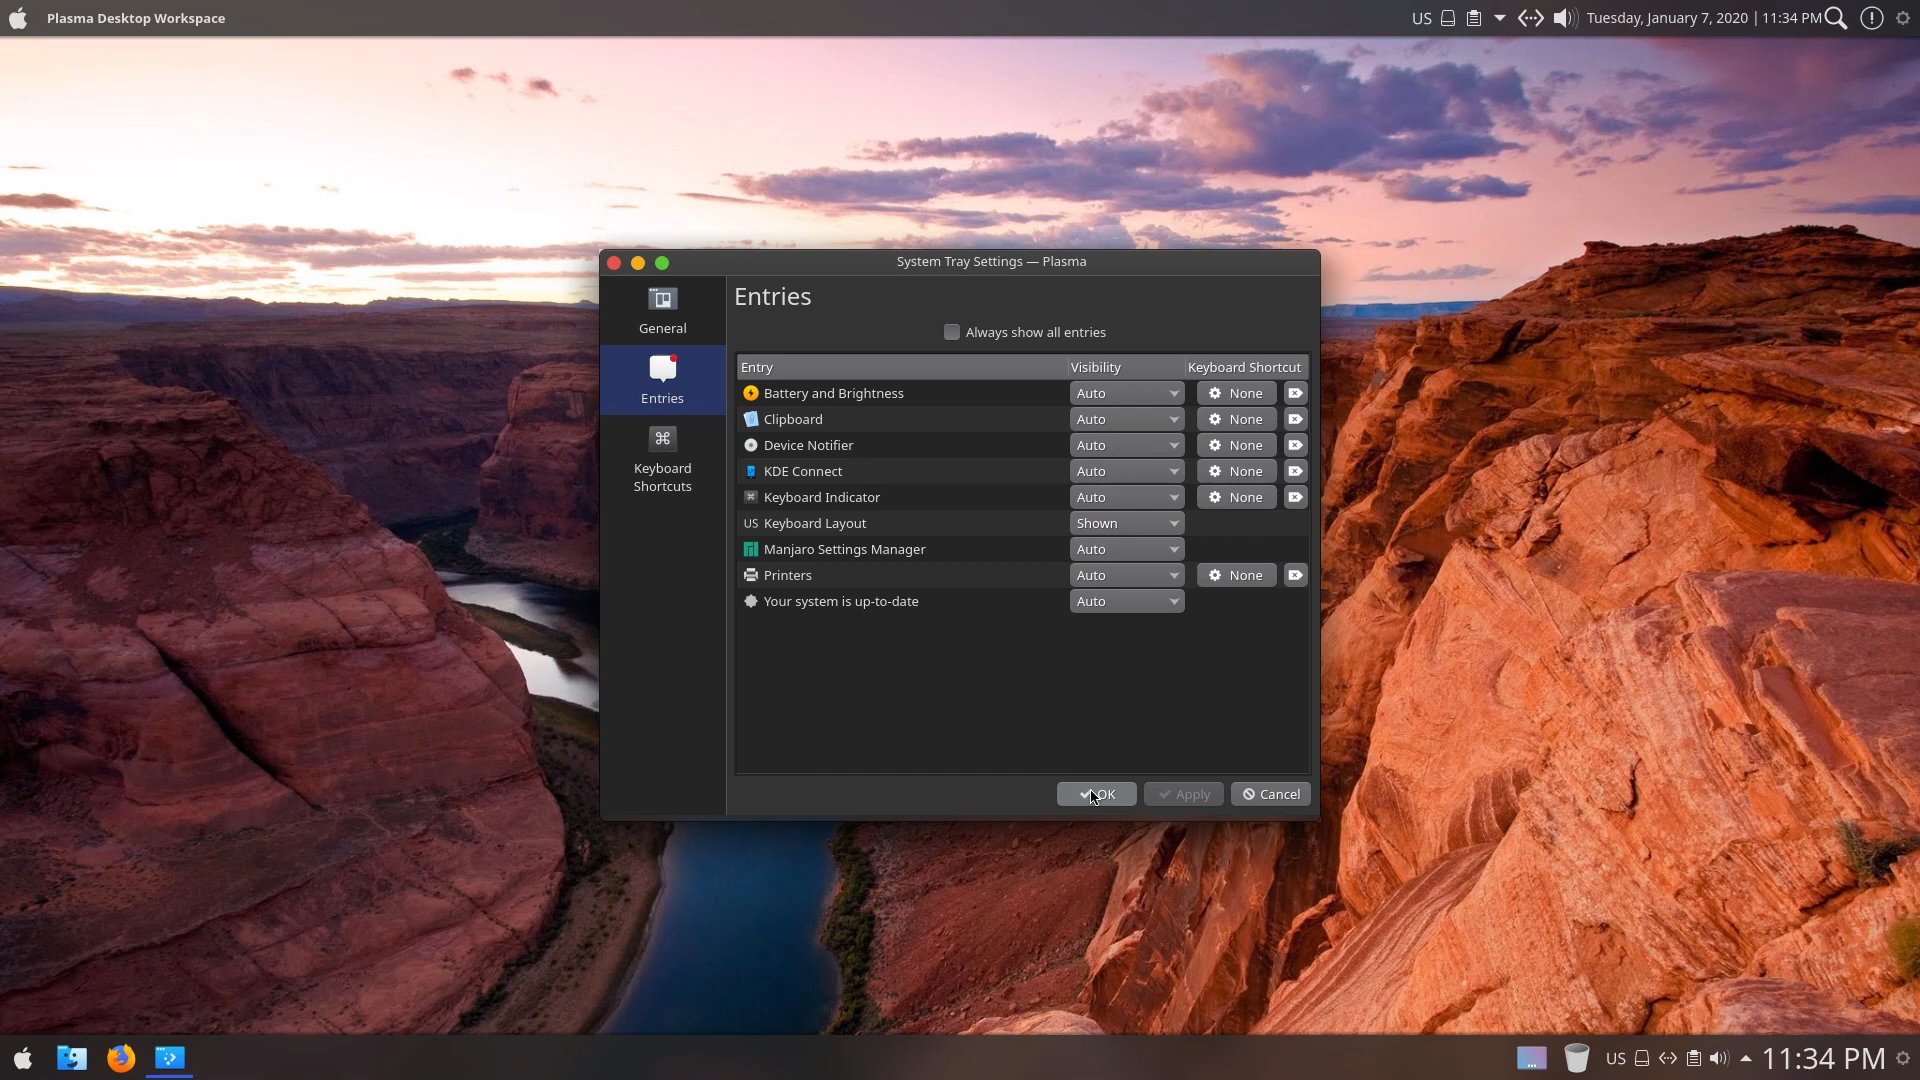 Plasma Desktop Workspace
US
Tuesday, January 7, 2020 | 11:34 PM
System Tray Settings — Plasma
General
Entries
Keyboard
Shortcuts
Entries
Always show all entries
Entry Visibility Keyboard Shortcut
Battery and Brightness Auto None
Clipboard Auto None
Device Notifier Auto None
KDE Connect Auto None
Keyboard Indicator Auto None
US Keyboard Layout Shown
Manjaro Settings Manager Auto
Printers Auto None
Your system is up-to-date Auto
OK Apply Cancel
US 11:34 PM